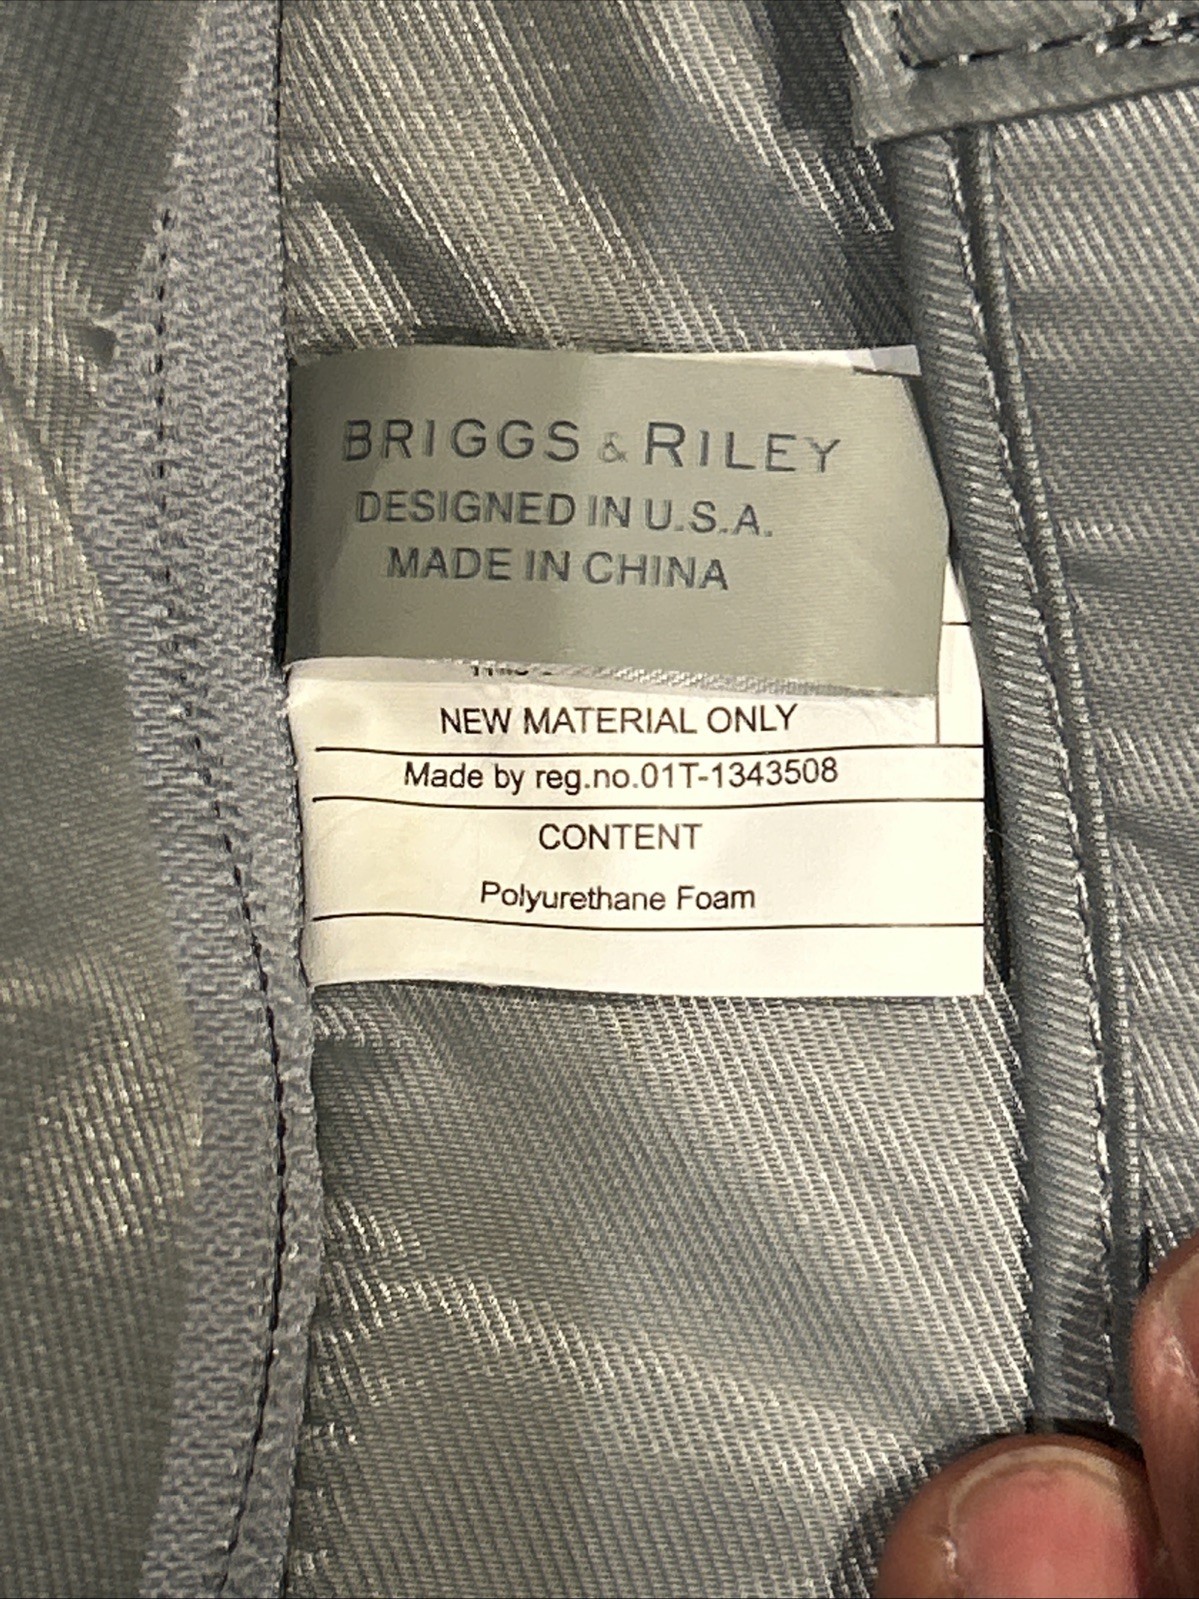 BRIGGS & RILEY
DESIGNED IN U.S.A.
MADE IN CHINA
NEW MATERIAL ONLY
Made by reg.no.01T-1343508
CONTENT
Polyurethane Foam